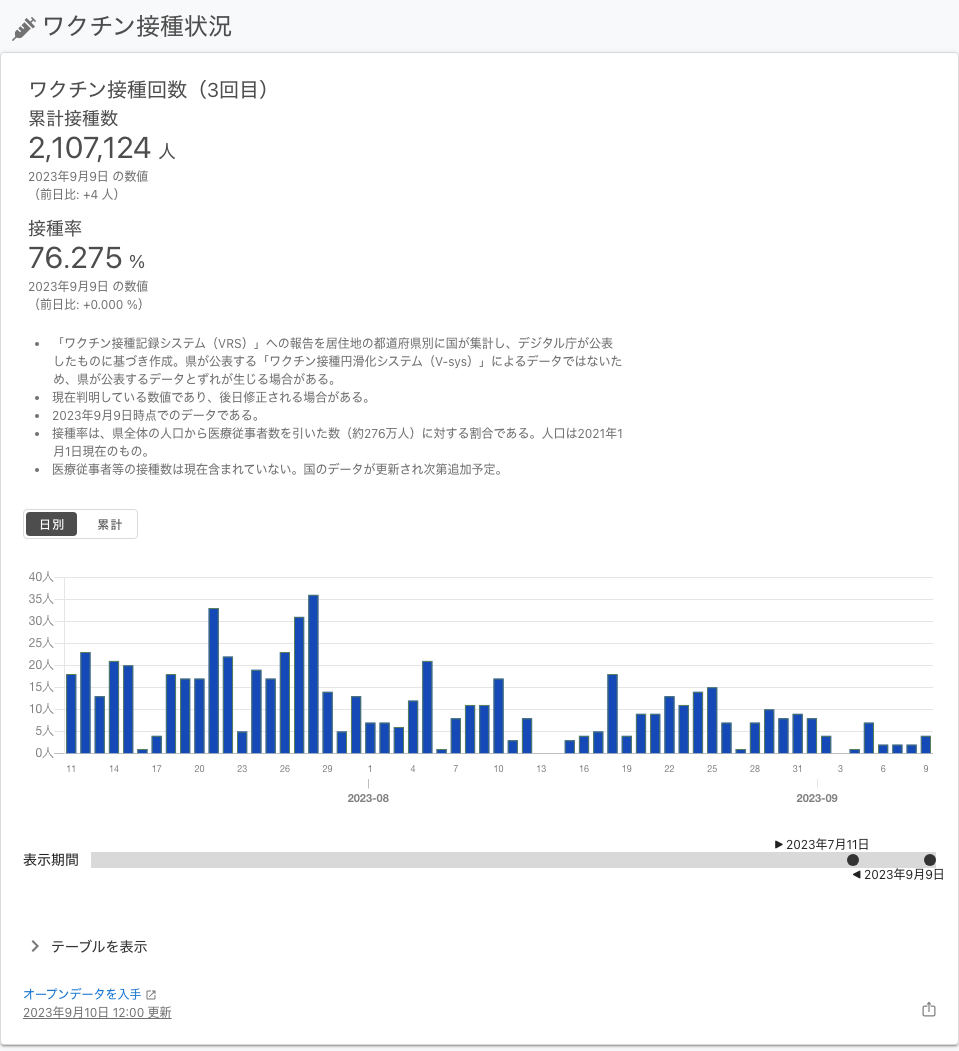 ワクチン接種状況
ワクチン接種回数（3回目）
累計接種数
2,107,124 人
2023年9月9日 の数値
（前日比: +4 人）
接種率
76.275 %
2023年9月9日 の数値
（前日比: +0.000 %）
• 「ワクチン接種記録システム（VRS）」への報告を居住地の都道府県別に国が集計し、デジタル庁が公表
したものに基づき作成。県が公表する「ワクチン接種円滑化システム（V-sys）」によるデータではないた
め、県が公表するデータとずれが生じる場合がある。
• 現在判明している数値であり、後日修正される場合がある。
• 2023年9月9日時点でのデータである。
• 接種率は、県全体の人口から医療従事者数を引いた数（約276万人）に対する割合である。人口は2021年1
月1日現在のもの。
• 医療従事者等の接種数は現在含まれていない。国のデータが更新され次第追加予定。
日別 累計
40人
35人
30人
25人
20人
15人
10人
5人
0人
11 14 17 20 23 26 29 1 4 7 10 13 16 19 22 25 28 31 3 6 9
2023-08 2023-09
▶ 2023年7月11日
表示期間
◀ 2023年9月9日
テーブルを表示
オープンデータを入手
2023年9月10日 12:00 更新